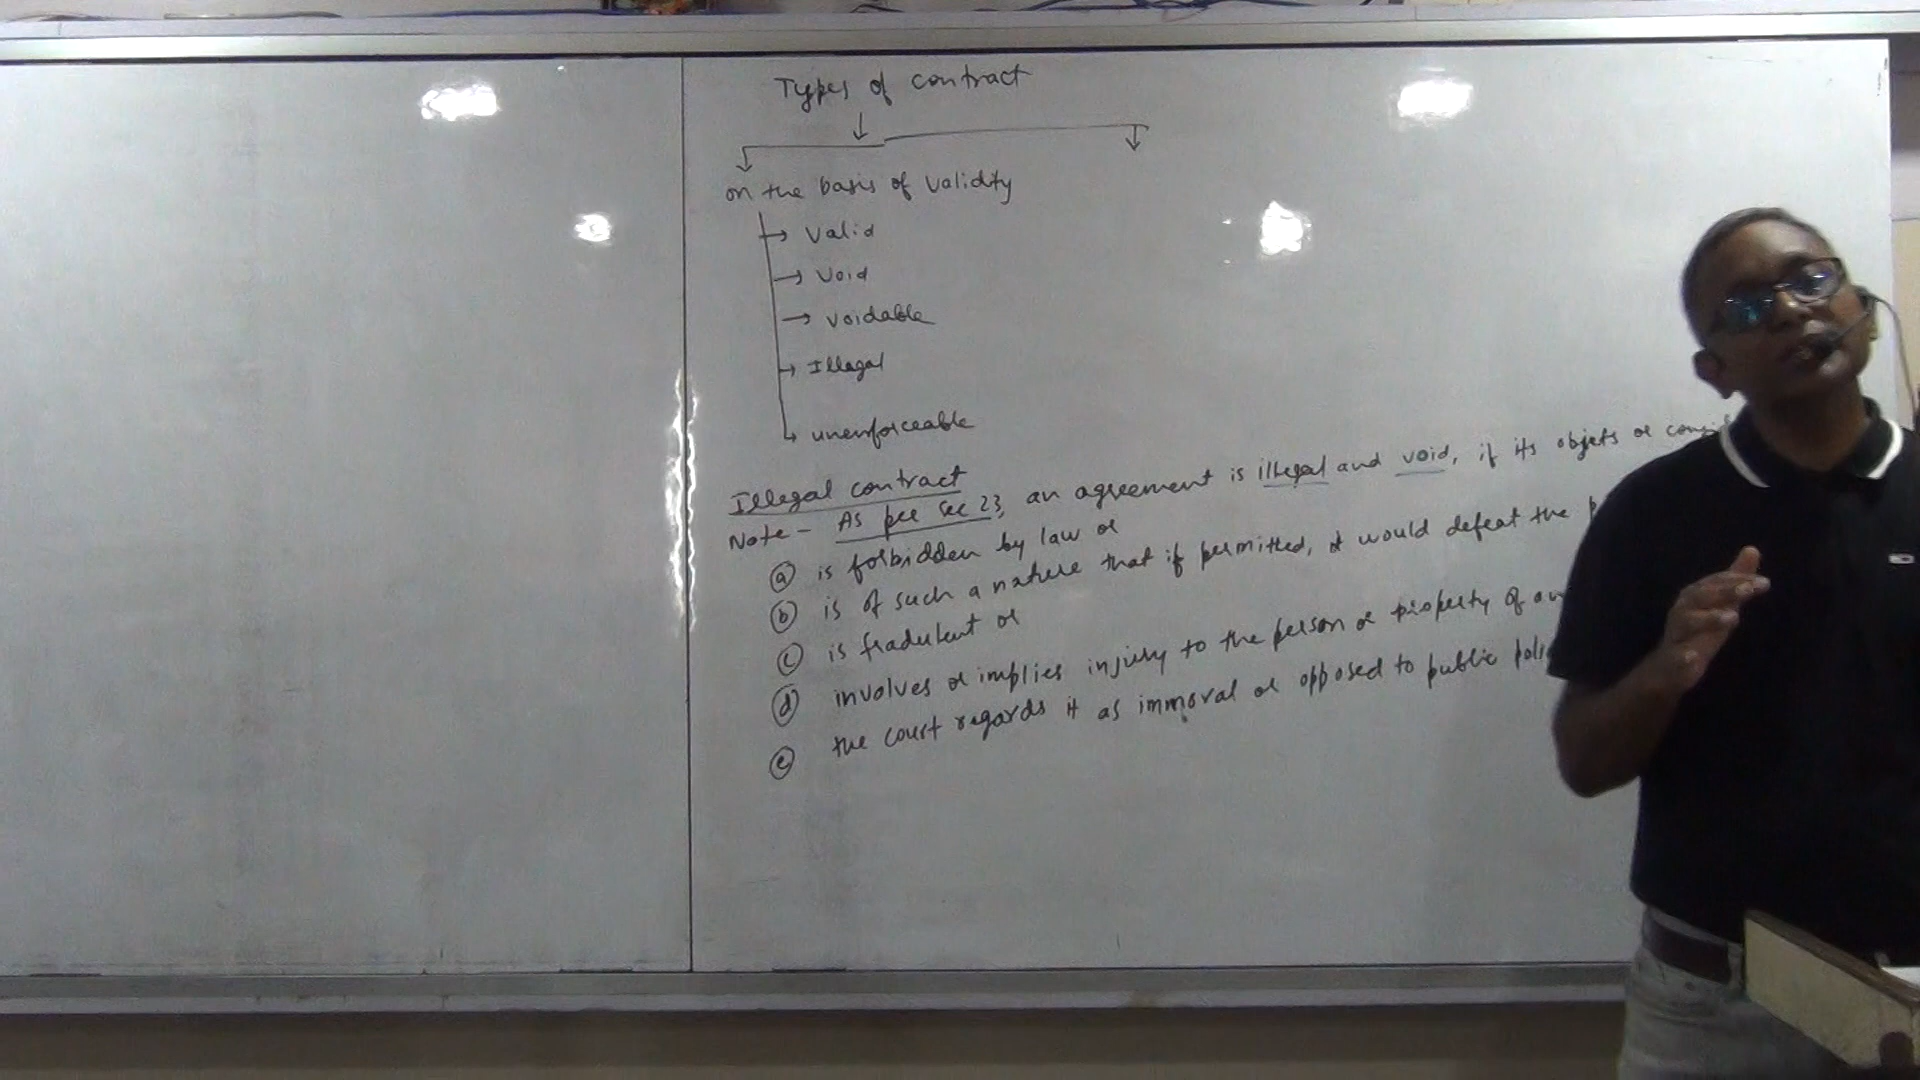 Types of contract
on the basis of validity
valid
void
voidable
Illegal
unenforceable
Illegal contract
Note - As per sec 23, an agreement is illegal and void, if its objets or
(a) is forbidden by law or
(b) is of such a nature that if permitted, it would defeat the
(c) is fradulent or
(d) involves or implies injury to the person or property of
(e) the court regards it as immoral or opposed to public